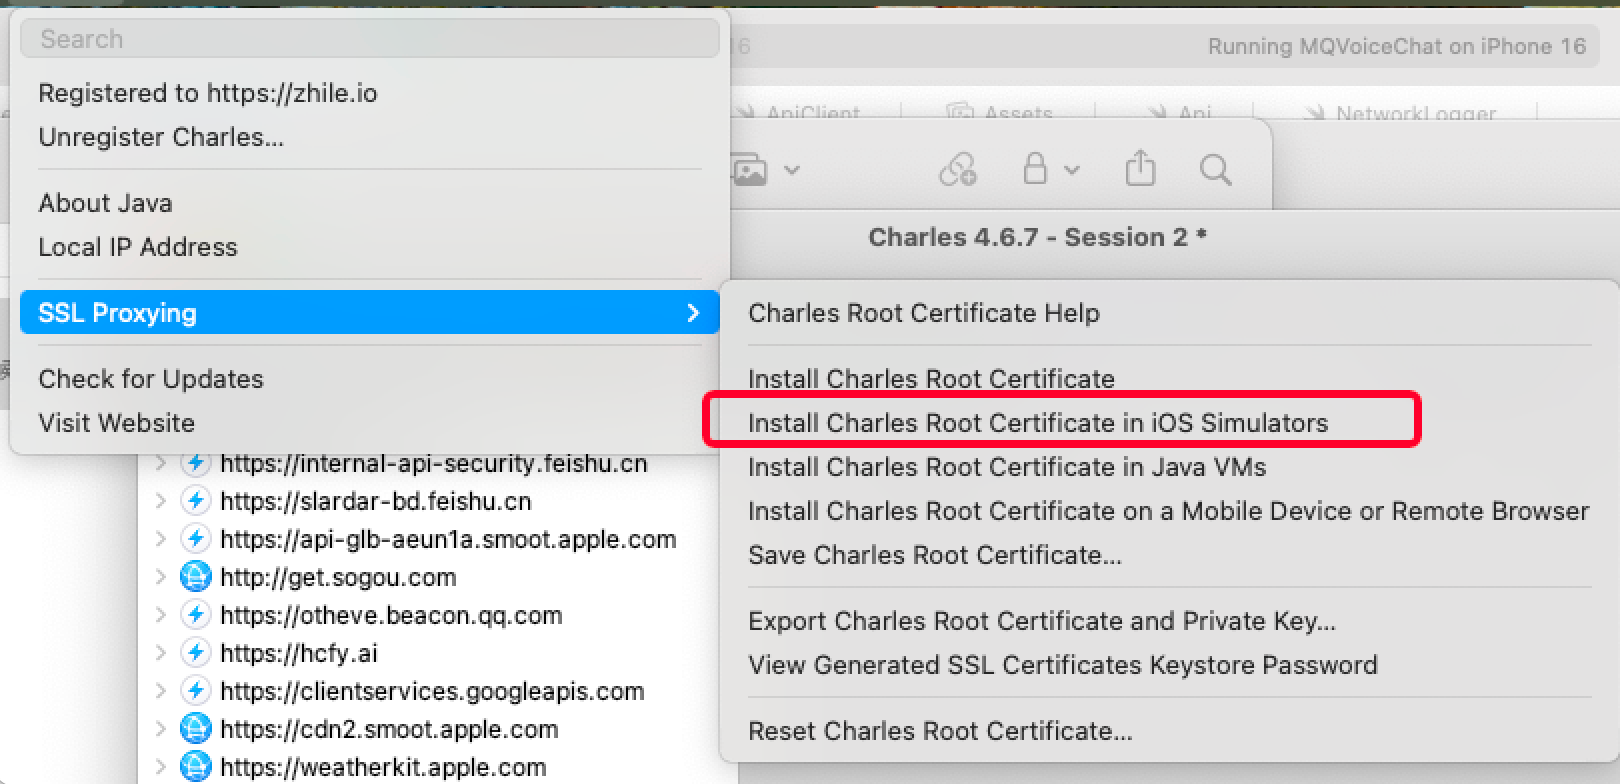 Search
16
Running MQVoiceChat on iPhone 16
Registered to https://zhile.io
Unregister Charles...
ApiClient
Assets
Api
NetworkLogger
About Java
Local IP Address
Charles 4.6.7 - Session 2 *
SSL Proxying
Check for Updates
Visit Website
Charles Root Certificate Help
Install Charles Root Certificate
Install Charles Root Certificate in iOS Simulators
Install Charles Root Certificate in Java VMs
Install Charles Root Certificate on a Mobile Device or Remote Browser
Save Charles Root Certificate...
Export Charles Root Certificate and Private Key...
View Generated SSL Certificates Keystore Password
Reset Charles Root Certificate...
https://internal-api-security.feishu.cn
https://slardar-bd.feishu.cn
https://api-glb-aeun1a.smoot.apple.com
http://get.sogou.com
https://otheve.beacon.qq.com
https://hcfy.ai
https://clientservices.googleapis.com
https://cdn2.smoot.apple.com
https://weatherkit.apple.com